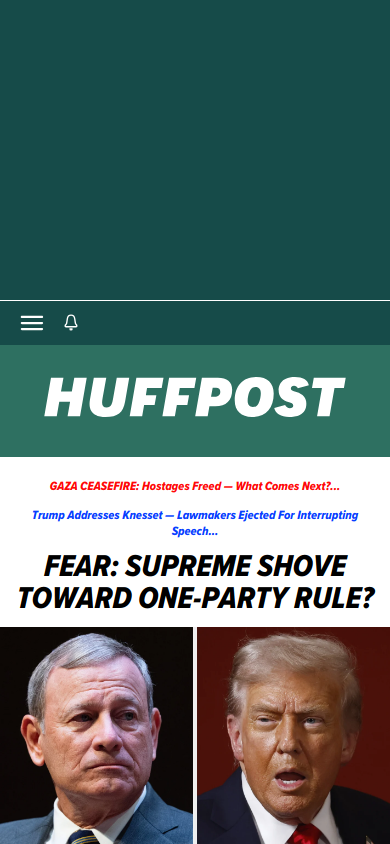 HUFFPOST
GAZA CEASEFIRE: Hostages Freed — What Comes Next?...
Trump Addresses Knesset — Lawmakers Ejected For Interrupting
Speech...
FEAR: SUPREME SHOVE
TOWARD ONE-PARTY RULE?